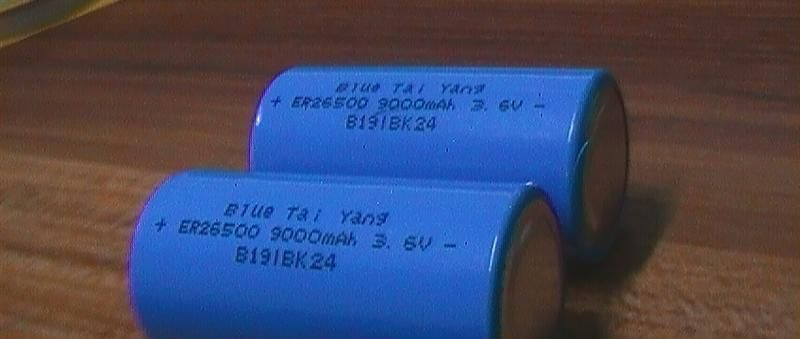 Blue Tai Yang
+ ER26500 9000mAh 3.6V -
B191BK24
Blue Tai Yang
+ ER26500 9000mAh 3.6V -
B191BK24